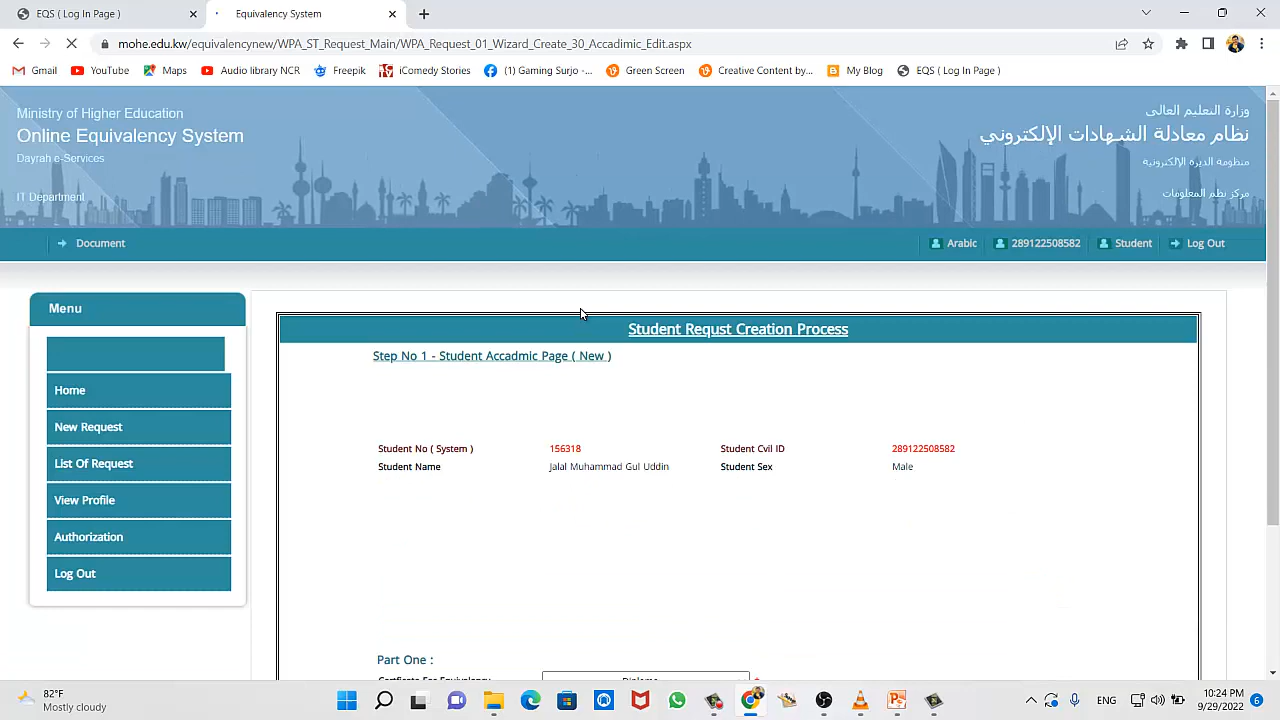 EQS ( Log In Page )
Equivalency System
mohe.edu.kw/equivalencynew/WPA_ST_Request_Main/WPA_Request_01_Wizard_Create_30_Accadimic_Edit.aspx
Gmail YouTube Maps Audio library NCR Freepik iComedy Stories (1) Gaming Surjo -... Green Screen Creative Content by... My Blog EQS ( Log In Page )
Ministry of Higher Education
Online Equivalency System
Dayrah e-Services
IT Department
وزارة التعليم العالى
نظام معادلة الشهادات الإلكتروني
منظومة الديرة الإلكترونية
مركز نظم المعلومات
Document Arabic 289122508582 Student Log Out
Menu
Home
New Request
List Of Request
View Profile
Authorization
Log Out
Student Requst Creation Process
Step No 1 - Student Accadmic Page ( New )
Student No ( System ) 156318 Student Cvil ID 289122508582
Student Name Jalal Muhammad Gul Uddin Student Sex Male
Part One :
82°F
Mostly cloudy
ENG
10:24 PM
9/29/2022
6